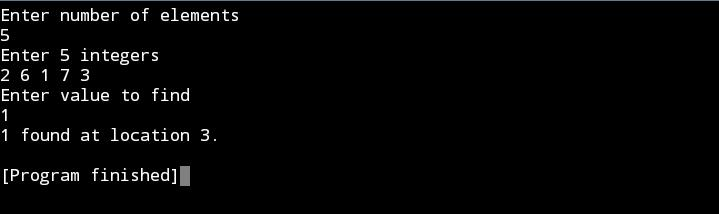 Enter number of elements
5
Enter 5 integers
2 6 1 7 3
Enter value to find
1
1 found at location 3.
[Program finished]